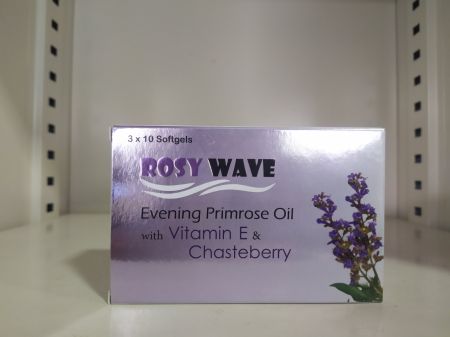 3 x 10 Softgels
ROSY WAVE
Evening Primrose Oil
with Vitamin E &
Chasteberry